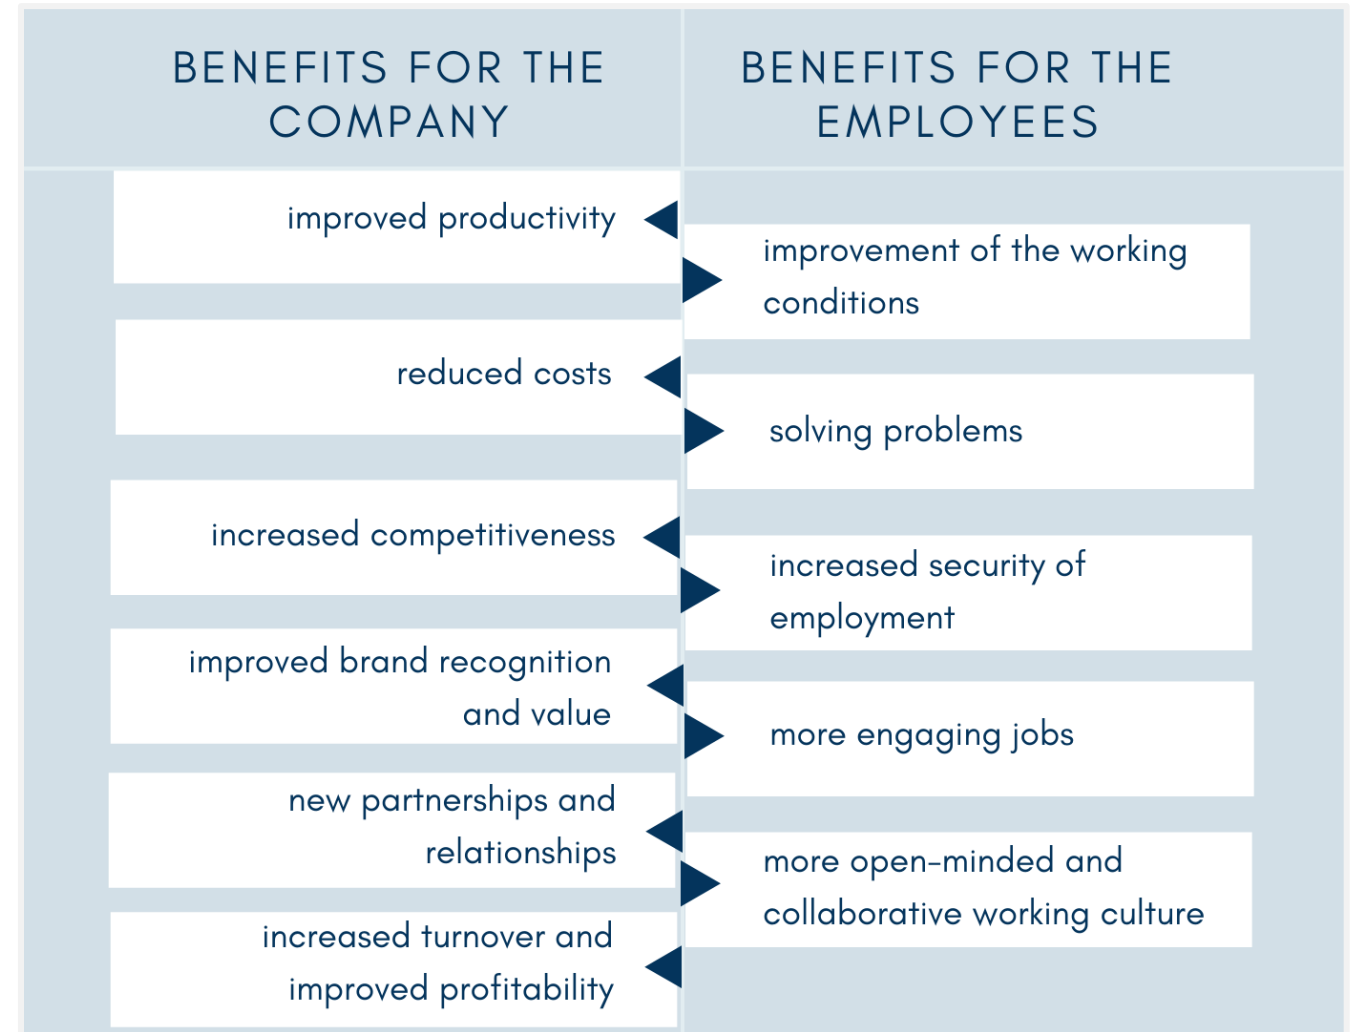 BENEFITS FOR THE
COMPANY
BENEFITS FOR THE
EMPLOYEES
improved productivity
improvement of the working
conditions
reduced costs
solving problems
increased competitiveness
increased security of
employment
improved brand recognition
and value
more engaging jobs
new partnerships and
relationships
more open-minded and
collaborative working culture
increased turnover and
improved profitability